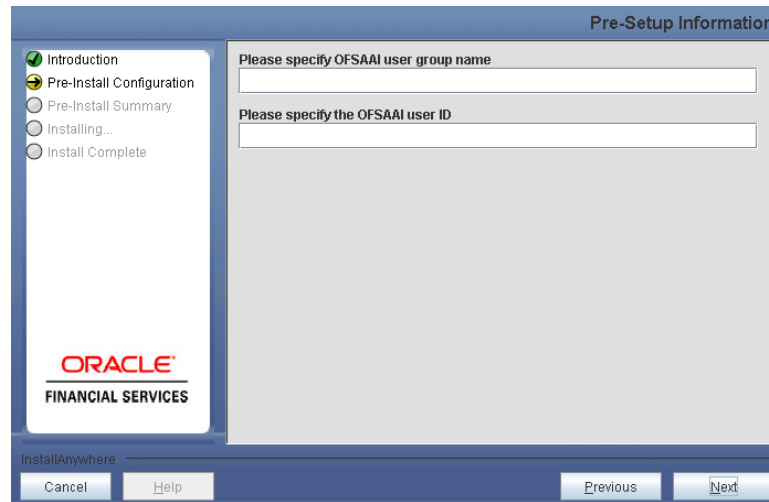 Pre-Setup Information
Introduction
Pre-Install Configuration
Pre-Install Summary
Installing...
Install Complete
Please specify OFSAAI user group name
Please specify the OFSAAI user ID
ORACLE
FINANCIAL SERVICES
InstallAnywhere
Cancel
Help
Previous
Next